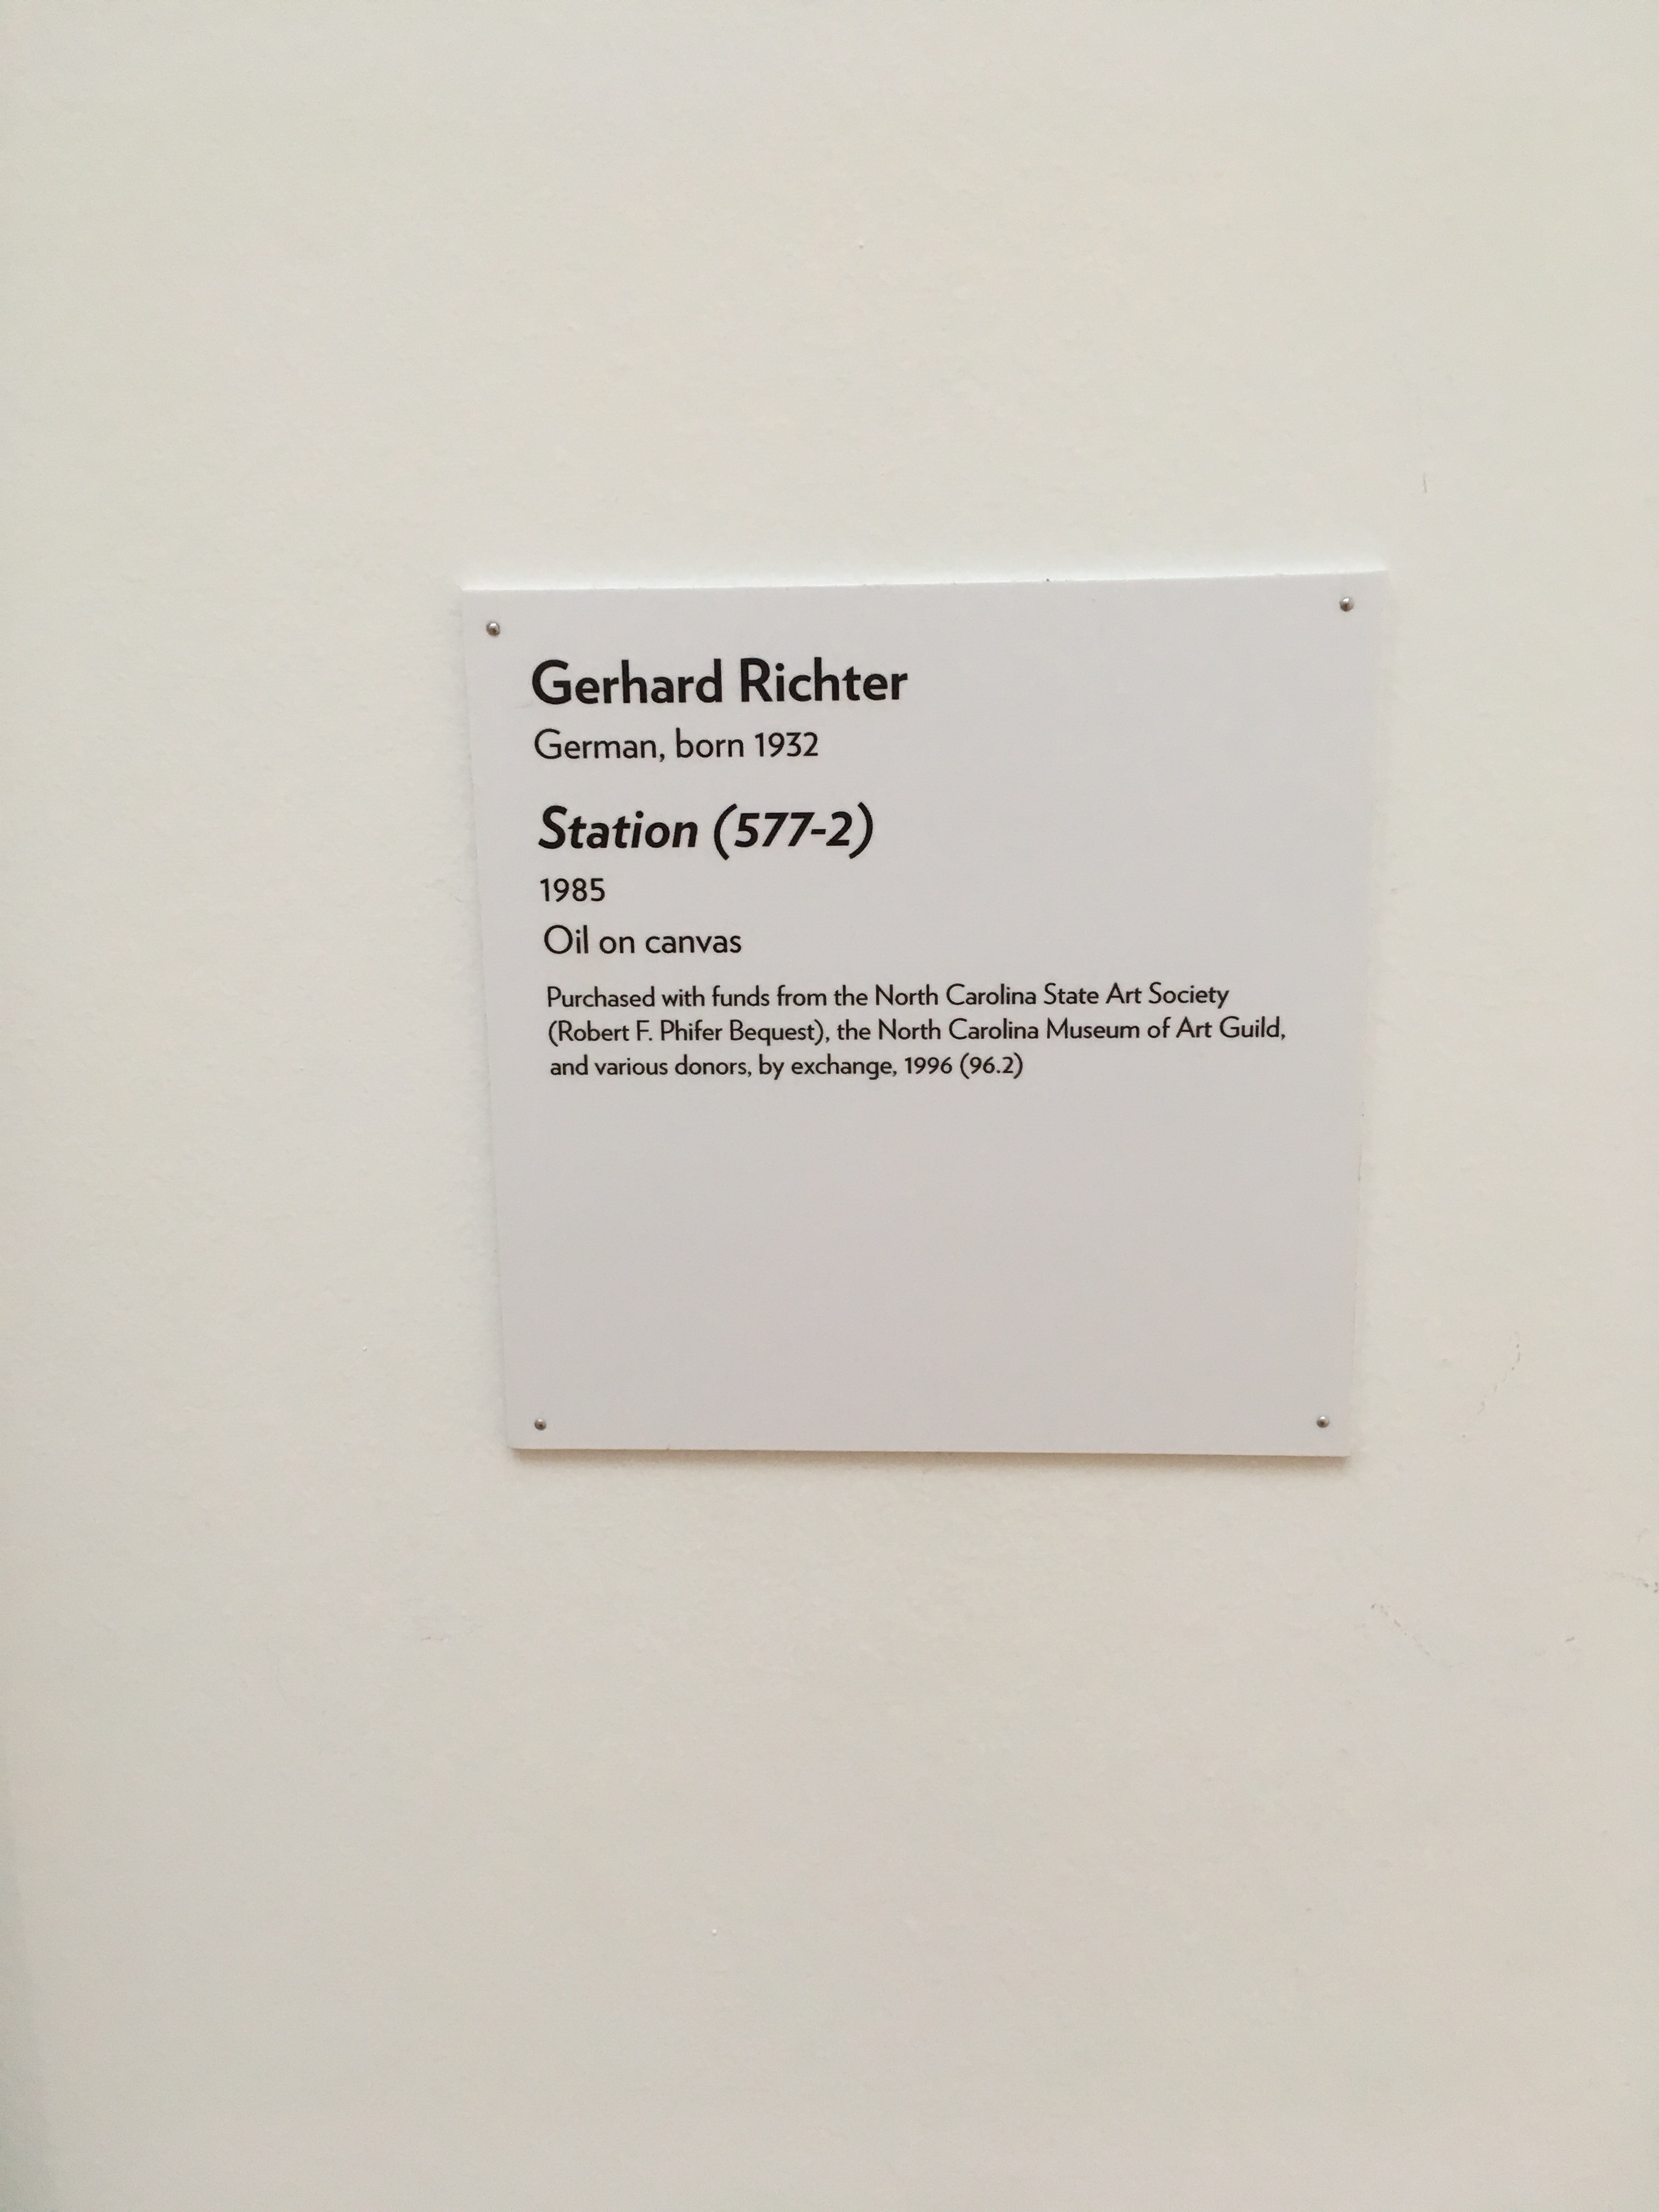 Gerhard Richter
German, born 1932
Station (577-2)
1985
Oil on canvas
Purchased with funds from the North Carolina State Art Society
(Robert F. Phifer Bequest), the North Carolina Museum of Art Guild,
and various donors, by exchange, 1996 (96.2)